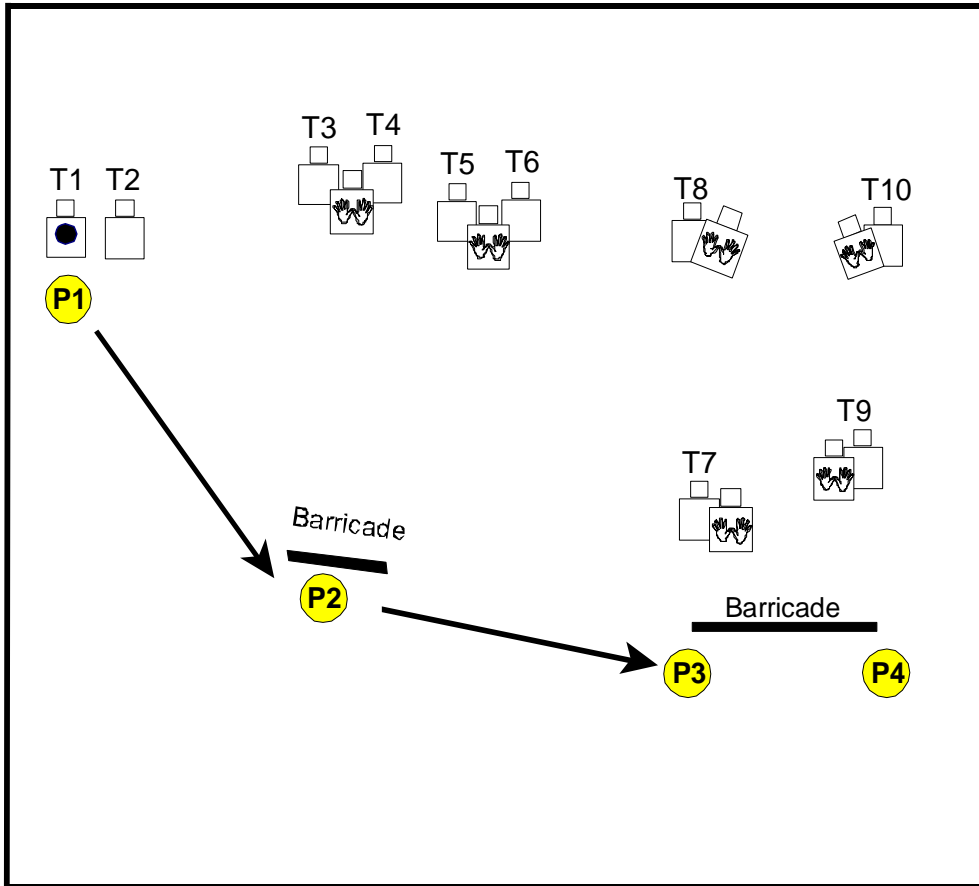 T3 T4
T5 T6
T1 T2
T8 T10
P1
T9
T7
Barricade
P2
Barricade
P3 P4